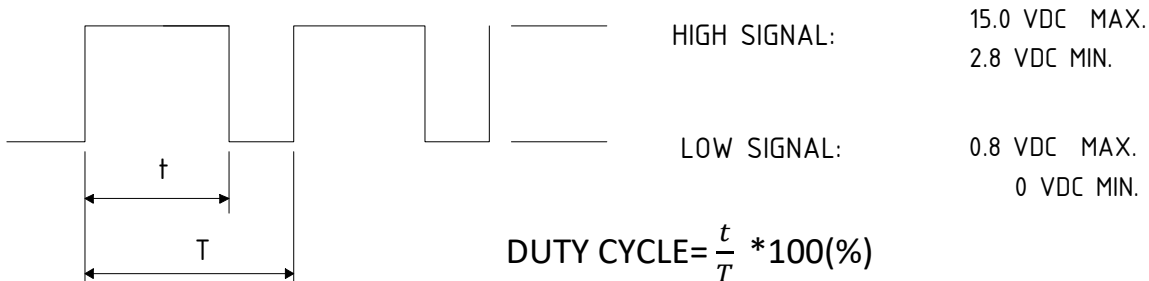 HIGH SIGNAL: 15.0 VDC MAX.
2.8 VDC MIN.
LOW SIGNAL: 0.8 VDC MAX.
0 VDC MIN.
t
T
DUTY CYCLE= t/T *100(%)